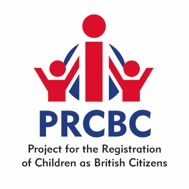 PRCBC
Project for the Registration
of Children as British Citizens